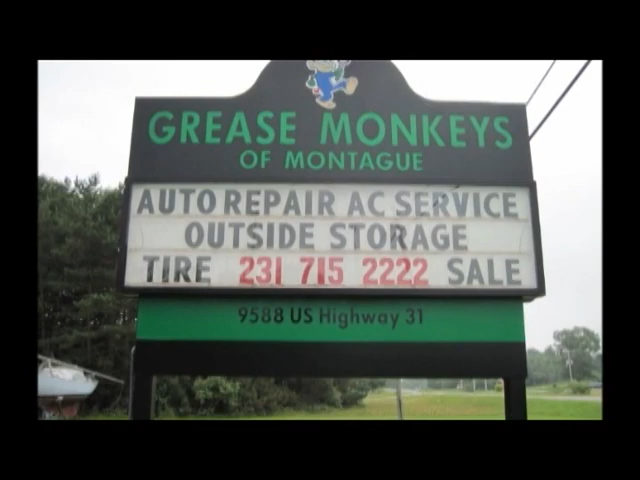 GREASE MONKEYS
OF MONTAGUE
AUTO REPAIR AC SERVICE
OUTSIDE STORAGE
TIRE 231 715 2222 SALE
9588 US Highway 31